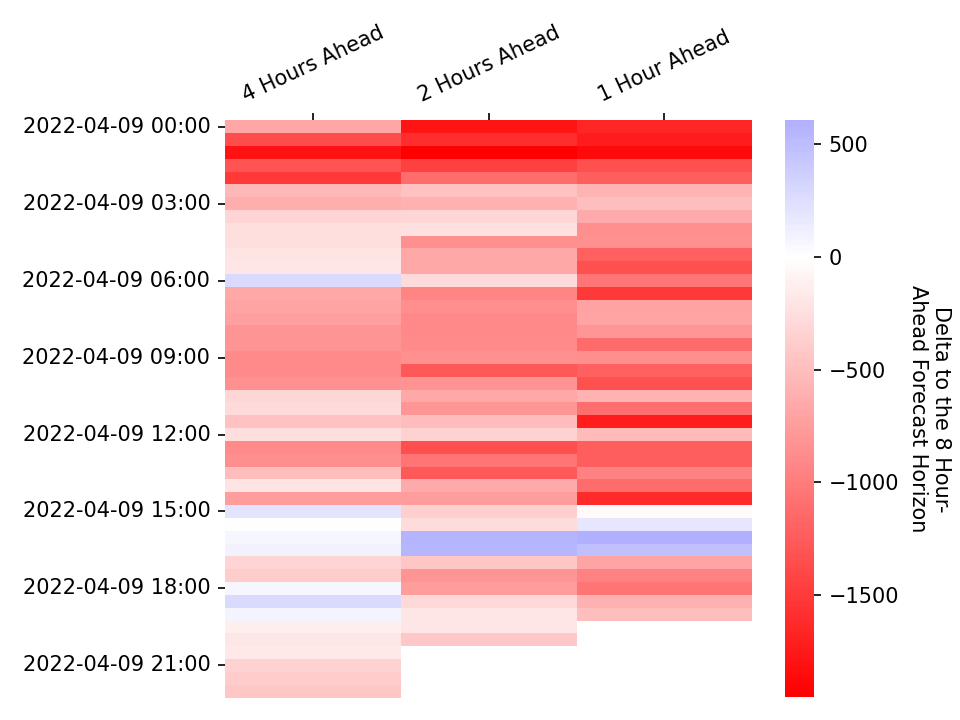 4 Hours Ahead
2 Hours Ahead
1 Hour Ahead
2022-04-09 00:00
2022-04-09 03:00
2022-04-09 06:00
2022-04-09 09:00
2022-04-09 12:00
2022-04-09 15:00
2022-04-09 18:00
2022-04-09 21:00
500
0
−500
−1000
−1500
Delta to the 8 Hour-
Ahead Forecast Horizon